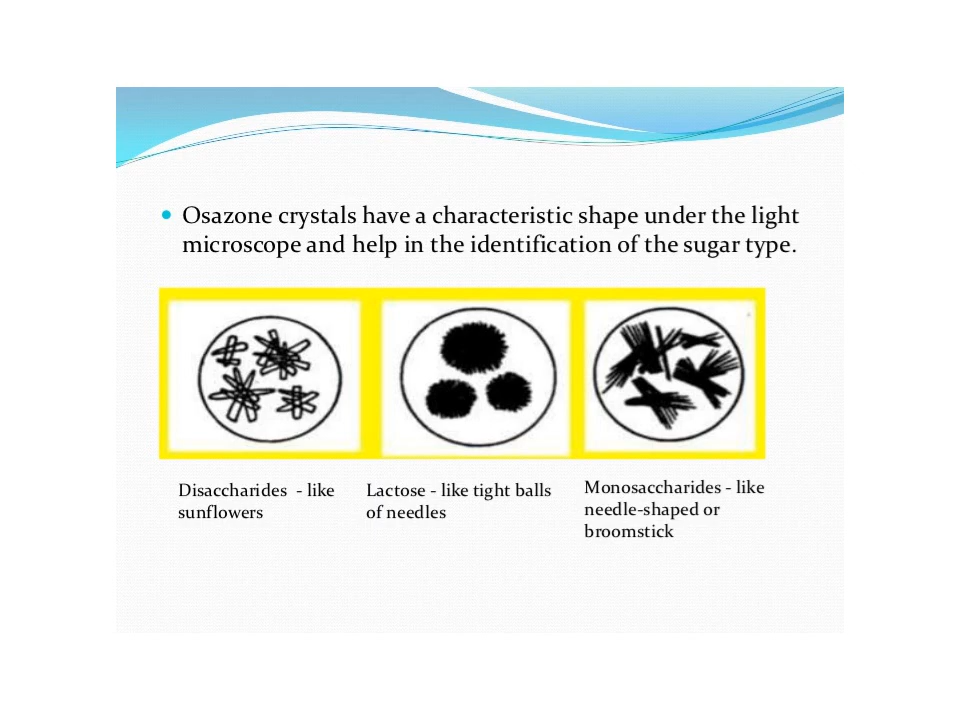 Osazone crystals have a characteristic shape under the light
microscope and help in the identification of the sugar type.
Disaccharides - like
sunflowers
Lactose - like tight balls
of needles
Monosaccharides - like
needle-shaped or
broomstick